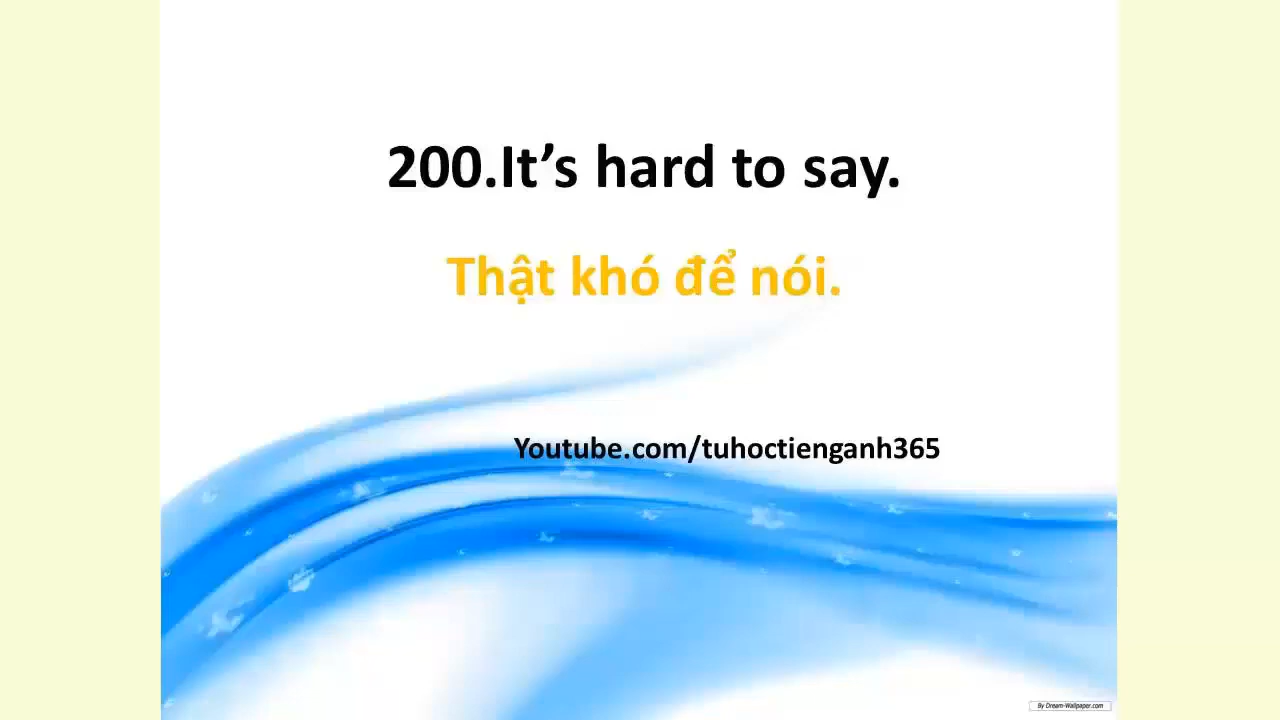 200.It’s hard to say.
Thật khó để nói.
Youtube.com/tuhoctienganh365
By Dream-Wallpaper.com